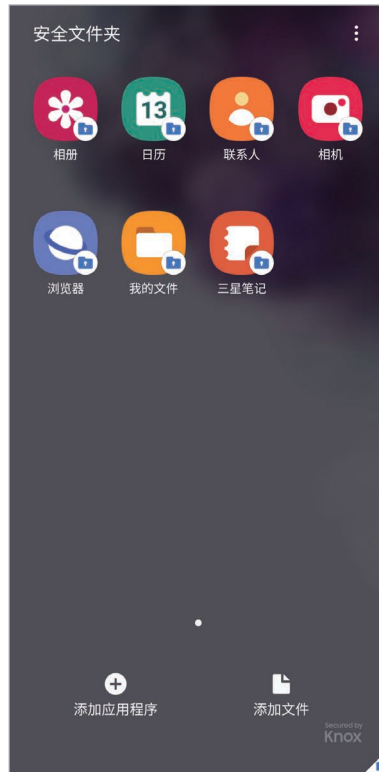 安全文件夹
13
相册
日历
联系人
相机
浏览器
我的文件
三星笔记
添加应用程序
添加文件
Secured by
Knox